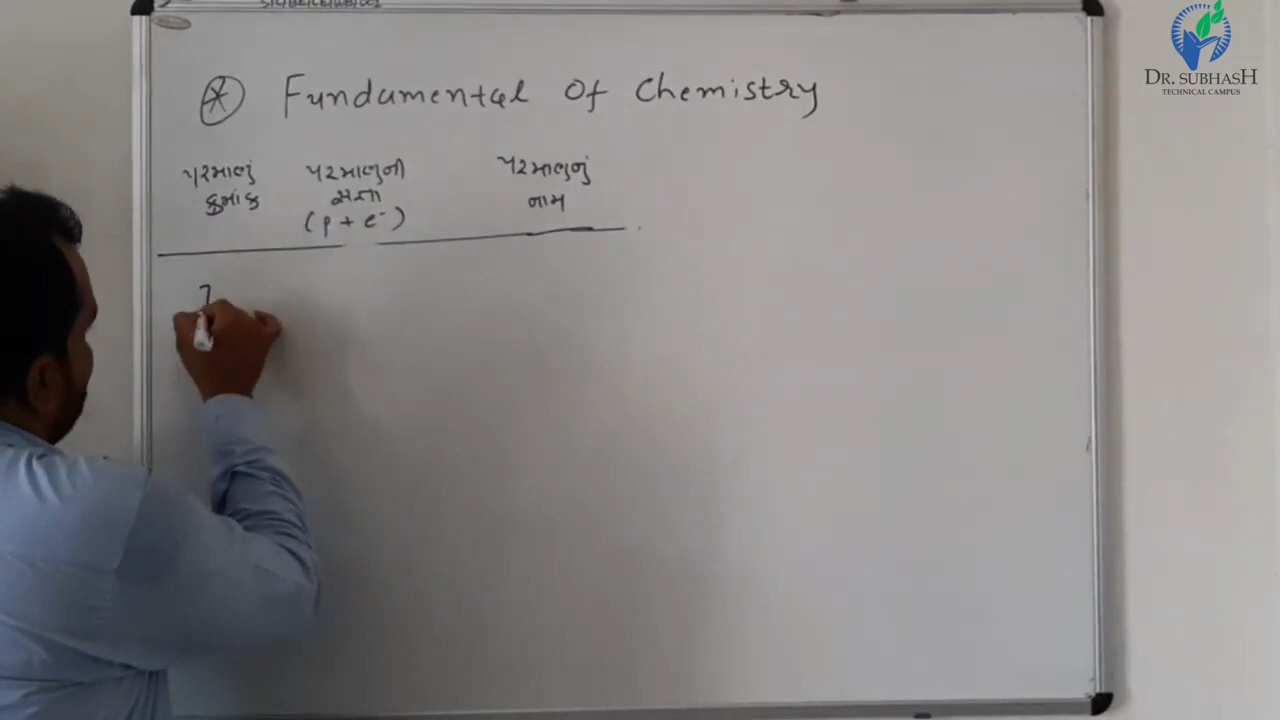 * Fundamental Of Chemistry
પરમાણું પરમાણુની પરમાણુનું
ક્રમાંક સંજ્ઞા નામ
(p + e⁻)
7
DR. SUBHASH
TECHNICAL CAMPUS